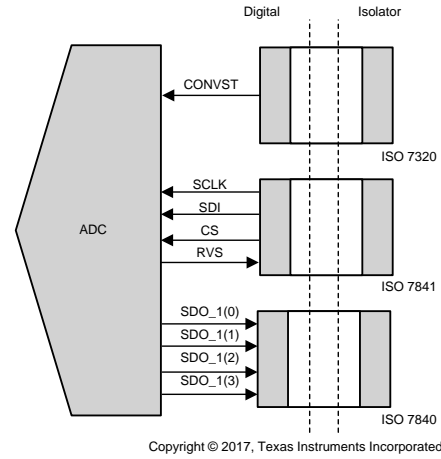 Digital Isolator
CONVST
ISO 7320
SCLK
SDI
CS
RVS
ADC
ISO 7841
SDO_1(0)
SDO_1(1)
SDO_1(2)
SDO_1(3)
ISO 7840
Copyright © 2017, Texas Instruments Incorporated